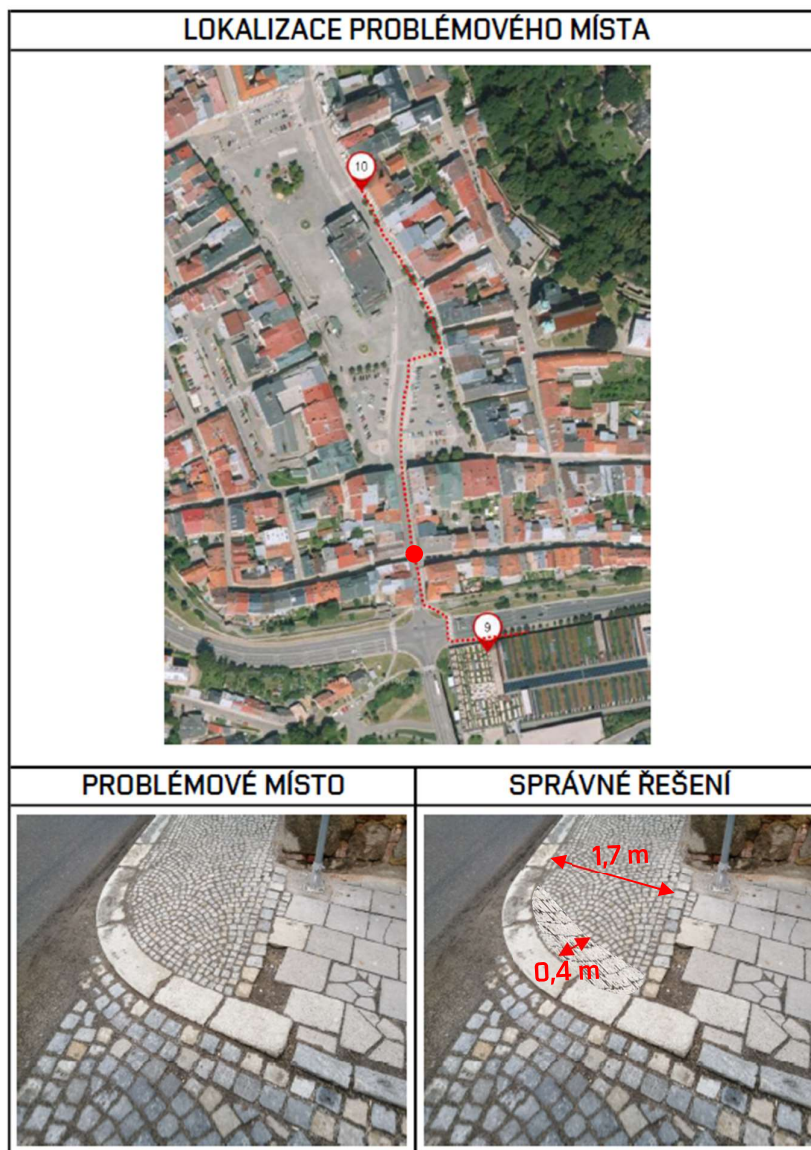 LOKALIZACE PROBLÉMOVÉHO MÍSTA
10
9
PROBLÉMOVÉ MÍSTO
SPRÁVNÉ ŘEŠENÍ
1,7 m
0,4 m